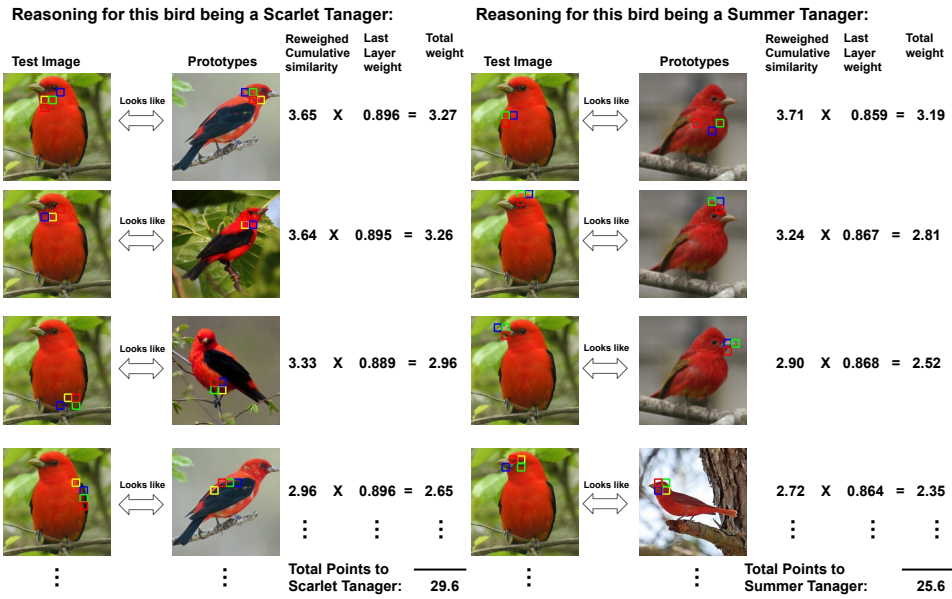 Reasoning for this bird being a Scarlet Tanager:
Test Image
Prototypes
Reweighed
Cumulative
similarity
Last
Layer
weight
Total
weight
Looks like
3.65 X 0.896 = 3.27
Looks like
3.64 X 0.895 = 3.26
Looks like
3.33 X 0.889 = 2.96
Looks like
2.96 X 0.896 = 2.65
Total Points to
Scarlet Tanager: 29.6
Reasoning for this bird being a Summer Tanager:
Test Image
Prototypes
Reweighed
Cumulative
similarity
Last
Layer
weight
Total
weight
Looks like
3.71 X 0.859 = 3.19
Looks like
3.24 X 0.867 = 2.81
Looks like
2.90 X 0.868 = 2.52
Looks like
2.72 X 0.864 = 2.35
Total Points to
Summer Tanager: 25.6